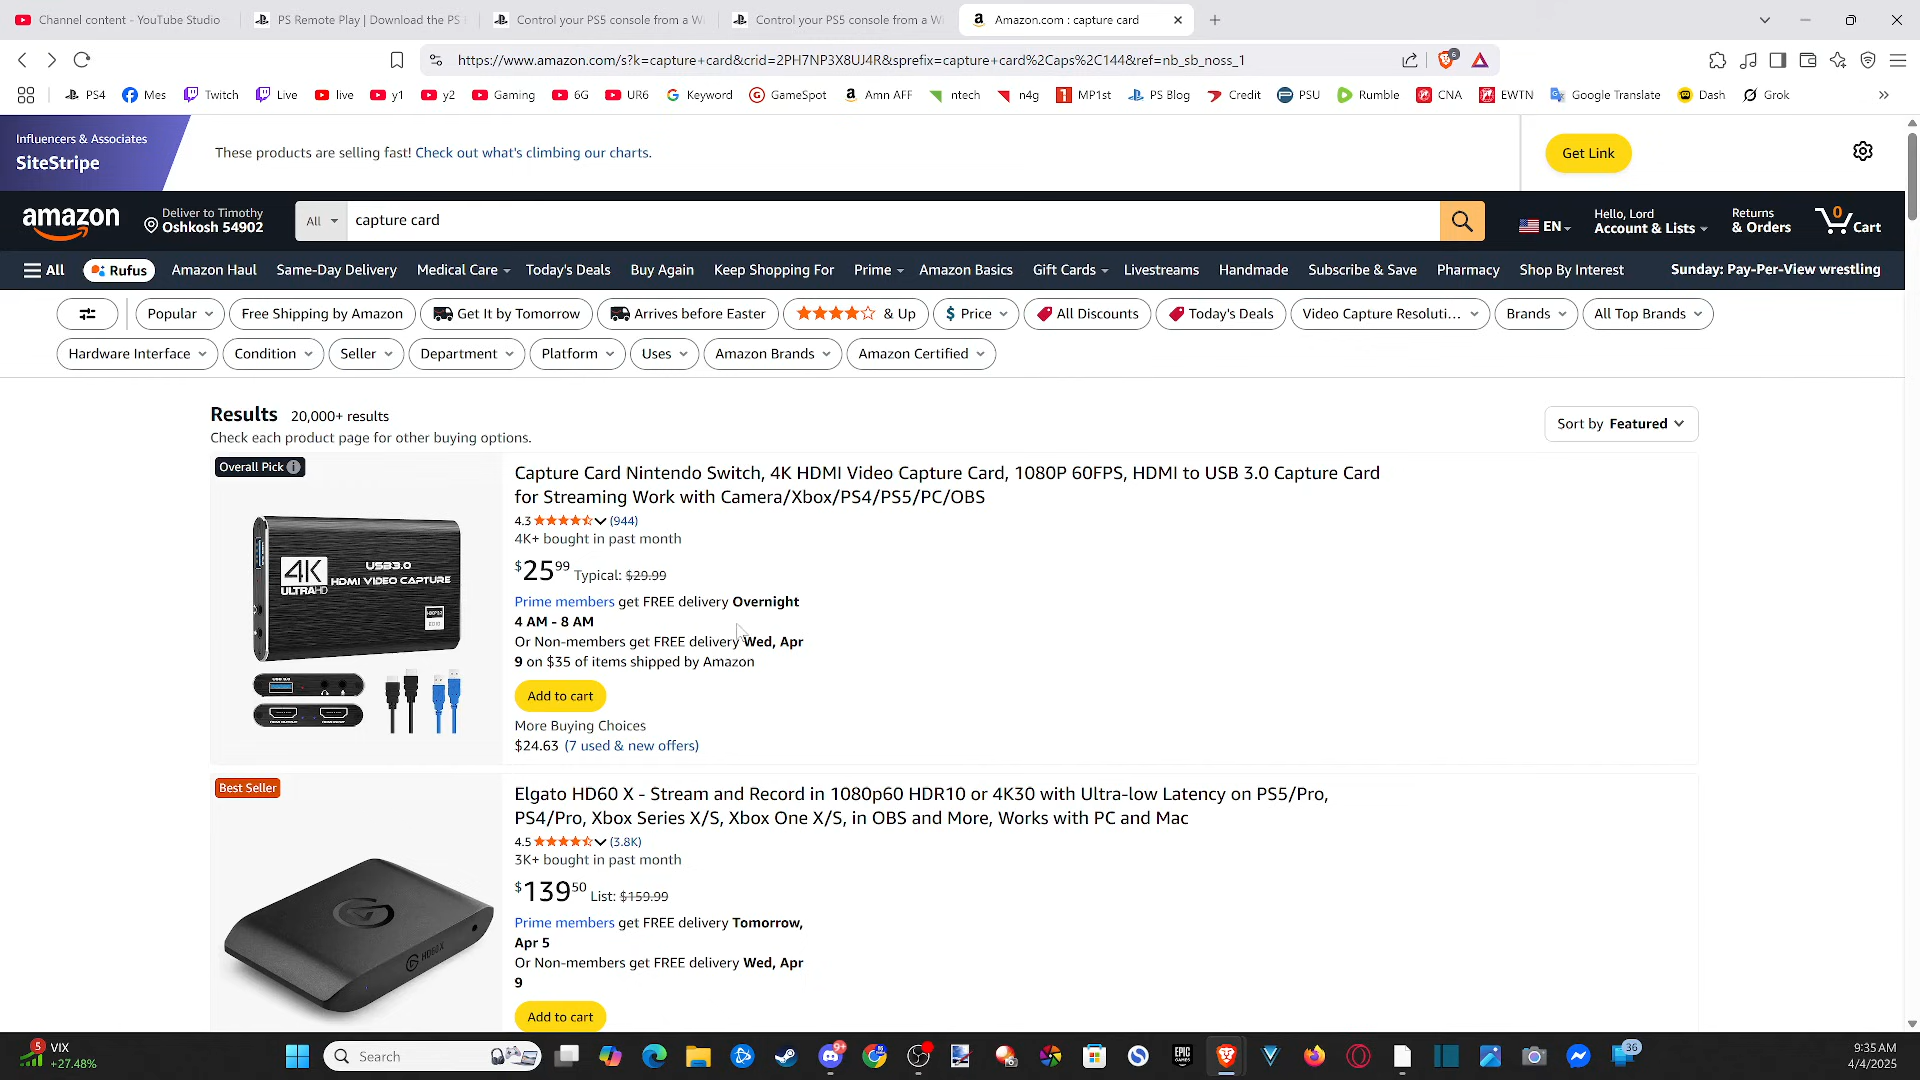 Channel content - YouTube Studio
PS Remote Play | Download the PS
Control your PS5 console from a W
Control your PS5 console from a W
Amazon.com : capture card
https://www.amazon.com/s?k=capture+card&crid=2PH7NP3X8UJ4R&sprefix=capture+card%2Caps%2C144&ref=nb_sb_noss_1
6
PS4 Mes Twitch Live live y1 y2 Gaming 6G UR6 Keyword GameSpot Amn AFF ntech n4g MP1st PS Blog Credit PSU Rumble CNA EWTN Google Translate Dash Grok
Influencers & Associates
SiteStripe
These products are selling fast! Check out what's climbing our charts.
Get Link
amazon
Deliver to Timothy
Oshkosh 54902
All
capture card
EN
Hello, Lord
Account & Lists
Returns
& Orders
0
Cart
All Rufus Amazon Haul Same-Day Delivery Medical Care Today's Deals Buy Again Keep Shopping For Prime Amazon Basics Gift Cards Livestreams Handmade Subscribe & Save Pharmacy Shop By Interest Sunday: Pay-Per-View wrestling
Popular Free Shipping by Amazon Get It by Tomorrow Arrives before Easter & Up $ Price All Discounts Today's Deals Video Capture Resoluti... Brands All Top Brands
Hardware Interface Condition Seller Department Platform Uses Amazon Brands Amazon Certified
Results 20,000+ results
Check each product page for other buying options.
Sort by Featured
Overall Pick
4K
ULTRAHD
USB3.0
HDMI VIDEO CAPTURE
Capture Card Nintendo Switch, 4K HDMI Video Capture Card, 1080P 60FPS, HDMI to USB 3.0 Capture Card
for Streaming Work with Camera/Xbox/PS4/PS5/PC/OBS
4.3 (944)
4K+ bought in past month
$25.99 Typical: $29.99
Prime members get FREE delivery Overnight
4 AM - 8 AM
Or Non-members get FREE delivery Wed, Apr
9 on $35 of items shipped by Amazon
Add to cart
More Buying Choices
$24.63 (7 used & new offers)
Best Seller
HD60 X
Elgato HD60 X - Stream and Record in 1080p60 HDR10 or 4K30 with Ultra-low Latency on PS5/Pro,
PS4/Pro, Xbox Series X/S, Xbox One X/S, in OBS and More, Works with PC and Mac
4.5 (3.8K)
3K+ bought in past month
$139.50 List: $159.99
Prime members get FREE delivery Tomorrow,
Apr 5
Or Non-members get FREE delivery Wed, Apr
9
Add to cart
5
VIX
+27.48%
Search
9+
EPIC
GAMES
36
9:35 AM
4/4/2025